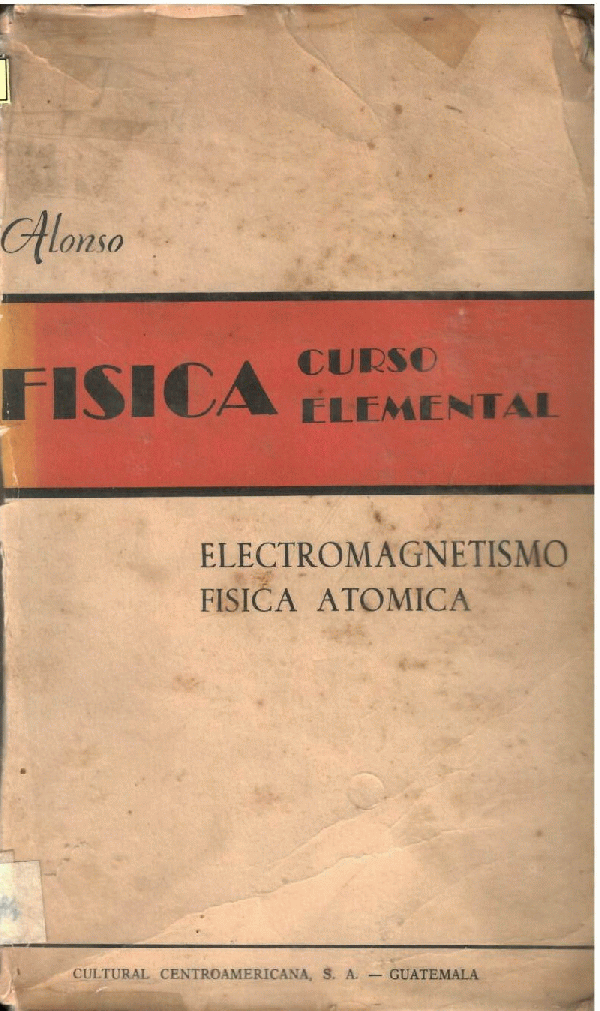 Alonso
FISICA CURSO
ELEMENTAL
ELECTROMAGNETISMO
FISICA ATOMICA
CULTURAL CENTROAMERICANA, S. A. — GUATEMALA